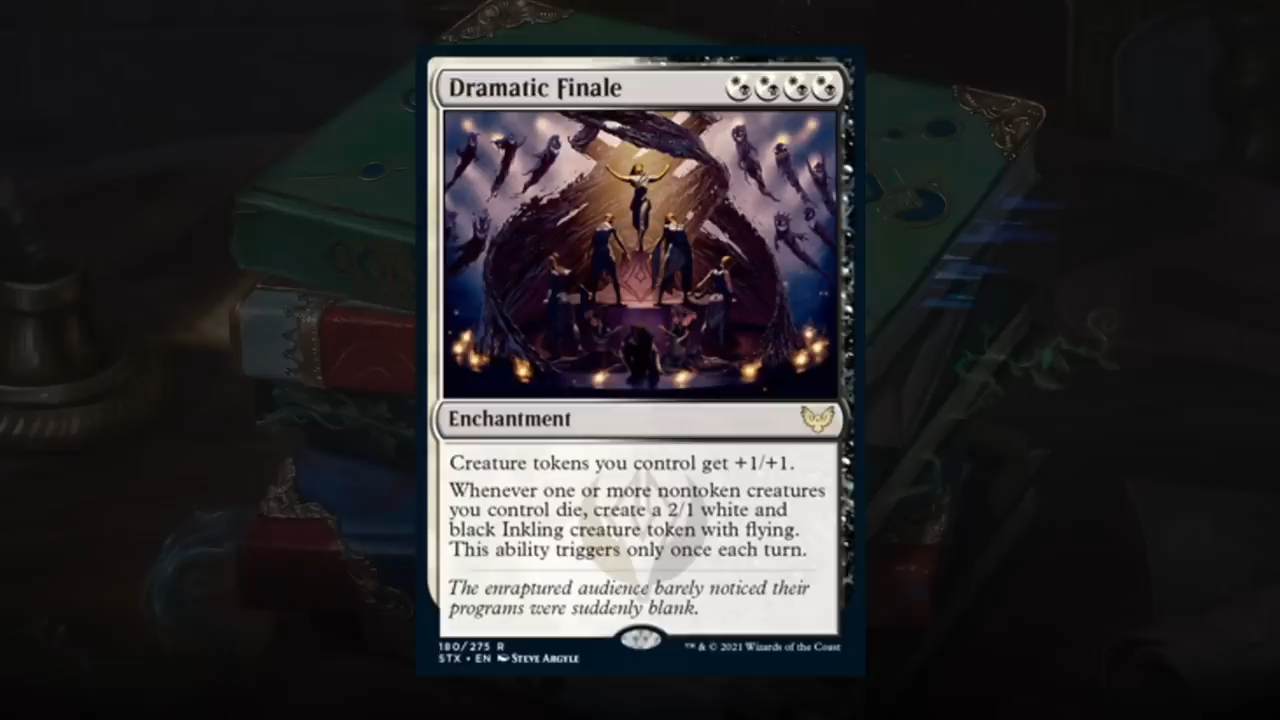 Dramatic Finale
Enchantment
Creature tokens you control get +1/+1.
Whenever one or more nontoken creatures
you control die, create a 2/1 white and
black Inkling creature token with flying.
This ability triggers only once each turn.
The enraptured audience barely noticed their
programs were suddenly blank.
180/275 R
STX • EN Steve Argyle
™ & © 2021 Wizards of the Coast